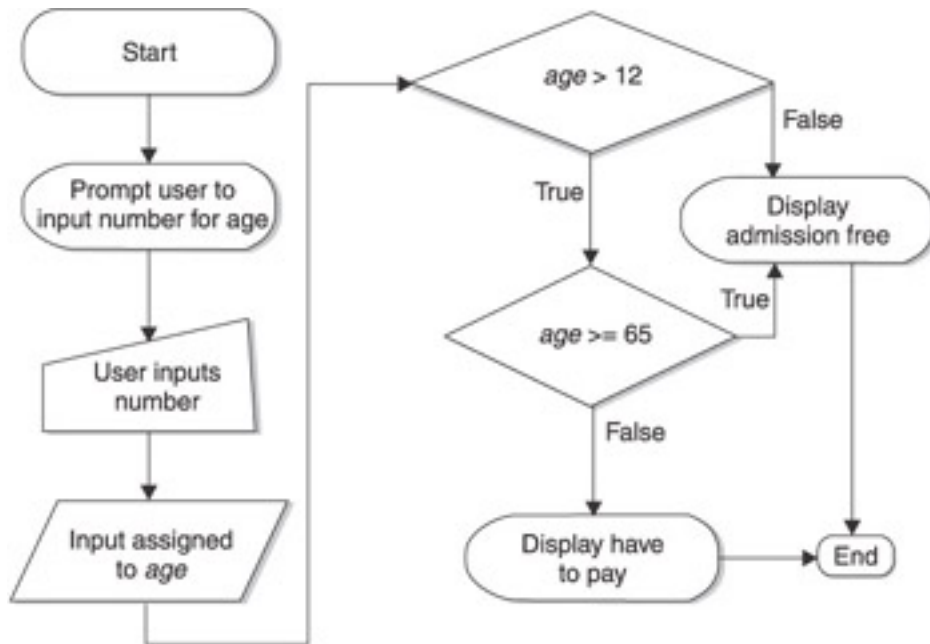 Start
Prompt user to
input number for age
User inputs
number
Input assigned
to age
age > 12
False
True
Display
admission free
True
age >= 65
False
Display have
to pay
End